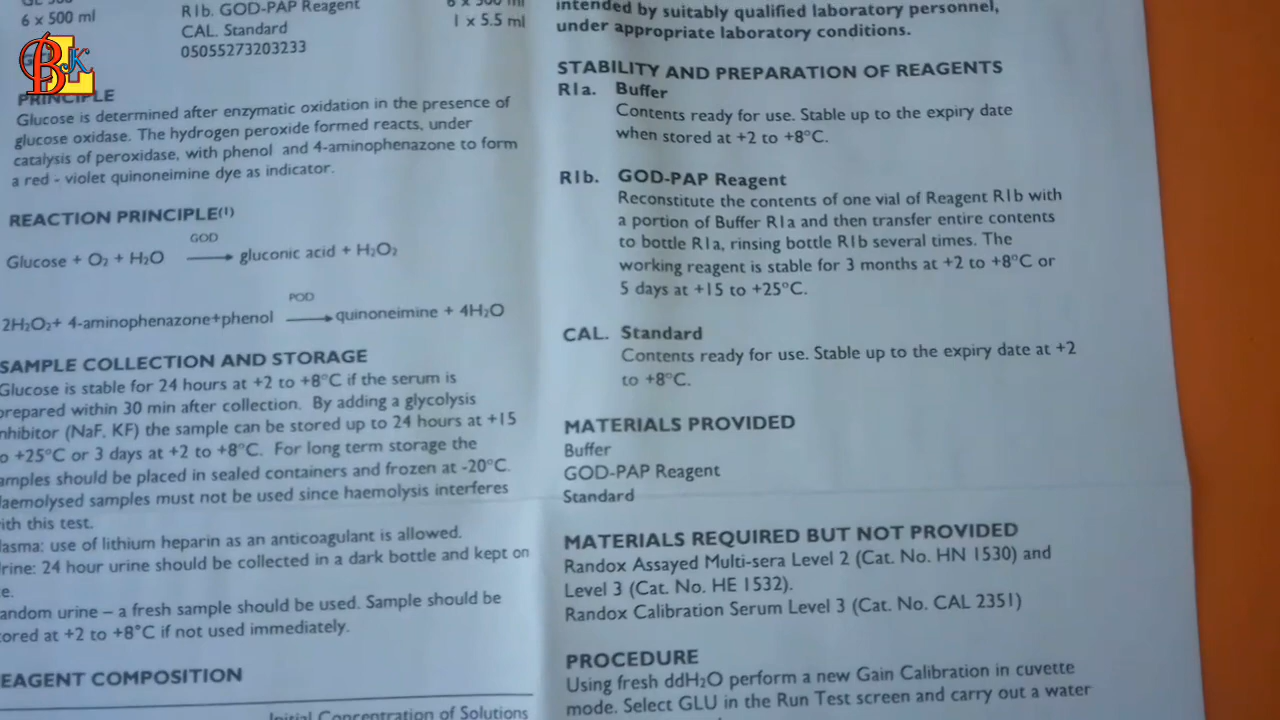 6 x 500 ml
R1b. GOD-PAP Reagent
6 x 500 ml
CAL. Standard
1 x 5.5 ml
05055273203233
BLJK
PRINCIPLE
Glucose is determined after enzymatic oxidation in the presence of
glucose oxidase. The hydrogen peroxide formed reacts, under
catalysis of peroxidase, with phenol and 4-aminophenazone to form
a red - violet quinoneimine dye as indicator.
REACTION PRINCIPLE(1)
GOD
Glucose + O2 + H2O → gluconic acid + H2O2
POD
2H2O2+ 4-aminophenazone+phenol → quinoneimine + 4H2O
SAMPLE COLLECTION AND STORAGE
Glucose is stable for 24 hours at +2 to +8°C if the serum is
prepared within 30 min after collection. By adding a glycolysis
nhibitor (NaF, KF) the sample can be stored up to 24 hours at +15
o +25°C or 3 days at +2 to +8°C. For long term storage the
amples should be placed in sealed containers and frozen at -20°C.
Haemolysed samples must not be used since haemolysis interferes
ith this test.
lasma: use of lithium heparin as an anticoagulant is allowed.
rine: 24 hour urine should be collected in a dark bottle and kept on
e.
andom urine – a fresh sample should be used. Sample should be
tored at +2 to +8°C if not used immediately.
EAGENT COMPOSITION
Initial Concentration of Solutions
intended by suitably qualified laboratory personnel,
under appropriate laboratory conditions.
STABILITY AND PREPARATION OF REAGENTS
R1a. Buffer
Contents ready for use. Stable up to the expiry date
when stored at +2 to +8°C.
R1b. GOD-PAP Reagent
Reconstitute the contents of one vial of Reagent R1b with
a portion of Buffer R1a and then transfer entire contents
to bottle R1a, rinsing bottle R1b several times. The
working reagent is stable for 3 months at +2 to +8°C or
5 days at +15 to +25°C.
CAL. Standard
Contents ready for use. Stable up to the expiry date at +2
to +8°C.
MATERIALS PROVIDED
Buffer
GOD-PAP Reagent
Standard
MATERIALS REQUIRED BUT NOT PROVIDED
Randox Assayed Multi-sera Level 2 (Cat. No. HN 1530) and
Level 3 (Cat. No. HE 1532).
Randox Calibration Serum Level 3 (Cat. No. CAL 2351)
PROCEDURE
Using fresh ddH2O perform a new Gain Calibration in cuvette
mode. Select GLU in the Run Test screen and carry out a water